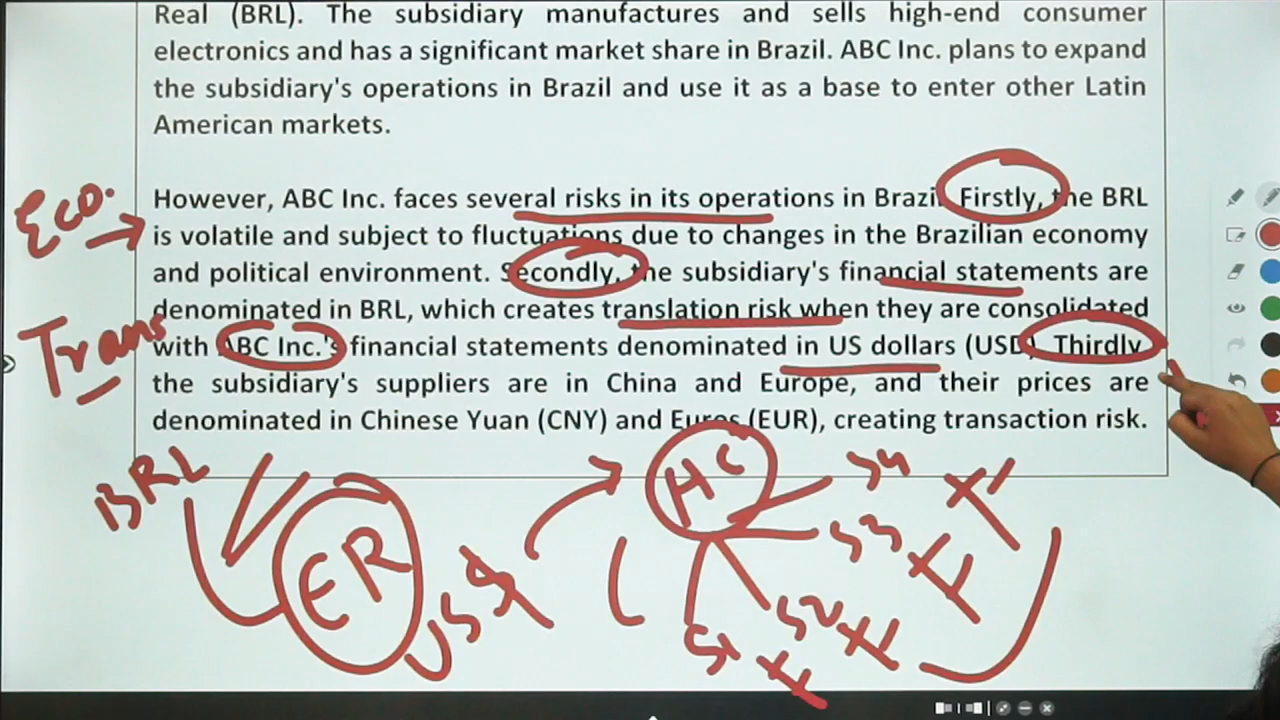 Real (BRL). The subsidiary manufactures and sells high-end consumer
electronics and has a significant market share in Brazil. ABC Inc. plans to expand
the subsidiary's operations in Brazil and use it as a base to enter other Latin
American markets.
Eco.
However, ABC Inc. faces several risks in its operations in Brazil. Firstly, the BRL
is volatile and subject to fluctuations due to changes in the Brazilian economy
and political environment. Secondly, the subsidiary's financial statements are
denominated in BRL, which creates translation risk when they are consolidated
Trans
with ABC Inc.'s financial statements denominated in US dollars (USD). Thirdly
the subsidiary's suppliers are in China and Europe, and their prices are
denominated in Chinese Yuan (CNY) and Euros (EUR), creating transaction risk.
BRL
ER
US $
HC
S4
S3
S2
S1